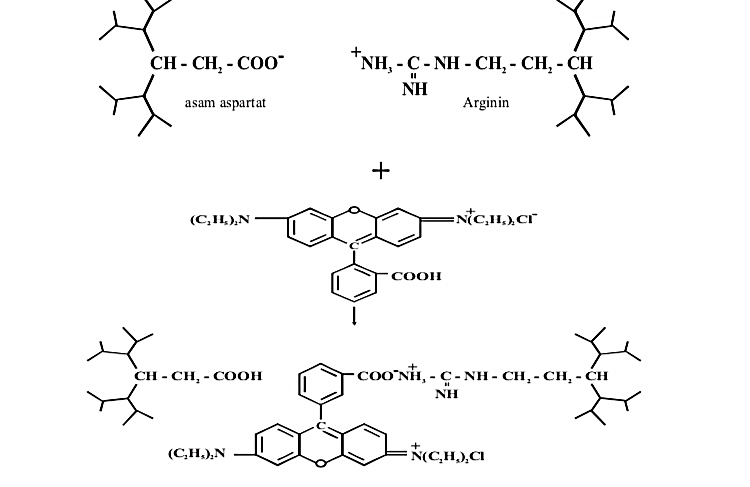 CH - CH₂ - COO⁻ ⁺NH₃ - C - NH - CH₂ - CH₂ - CH
=
NH
asam aspartat Arginin
+
O
(C₂H₅)₂N N⁺(C₂H₅)₂Cl⁻
C
COOH
CH - CH₂ - COOH COO⁻ ⁺NH₃ - C - NH - CH₂ - CH₂ - CH
=
NH
C
(C₂H₅)₂N N⁺(C₂H₅)₂Cl
O